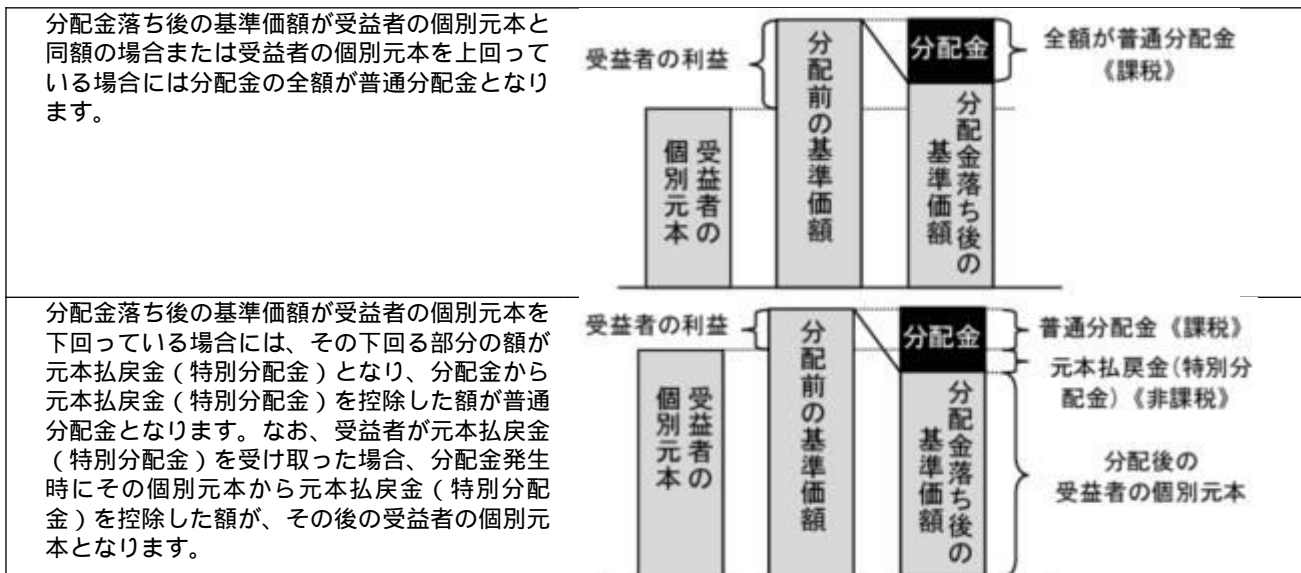 分配金落ち後の基準価額が受益者の個別元本と
同額の場合または受益者の個別元本を上回って
いる場合には分配金の全額が普通分配金となり
ます。
受益者の利益
受益者の
個別元本
分配前の基準価額
分配金
分配金落ち後の
基準価額
全額が普通分配金
《課税》
分配金落ち後の基準価額が受益者の個別元本を
下回っている場合には、その下回る部分の額が
元本払戻金（特別分配金）となり、分配金から
元本払戻金（特別分配金）を控除した額が普通
分配金となります。なお、受益者が元本払戻金
（特別分配金）を受け取った場合、分配金発生
時にその個別元本から元本払戻金（特別分配
金）を控除した額が、その後の受益者の個別元
本となります。
受益者の利益
受益者の
個別元本
分配前の基準価額
分配金
分配金落ち後の
基準価額
普通分配金《課税》
元本払戻金(特別分
配金)《非課税》
分配後の
受益者の個別元本